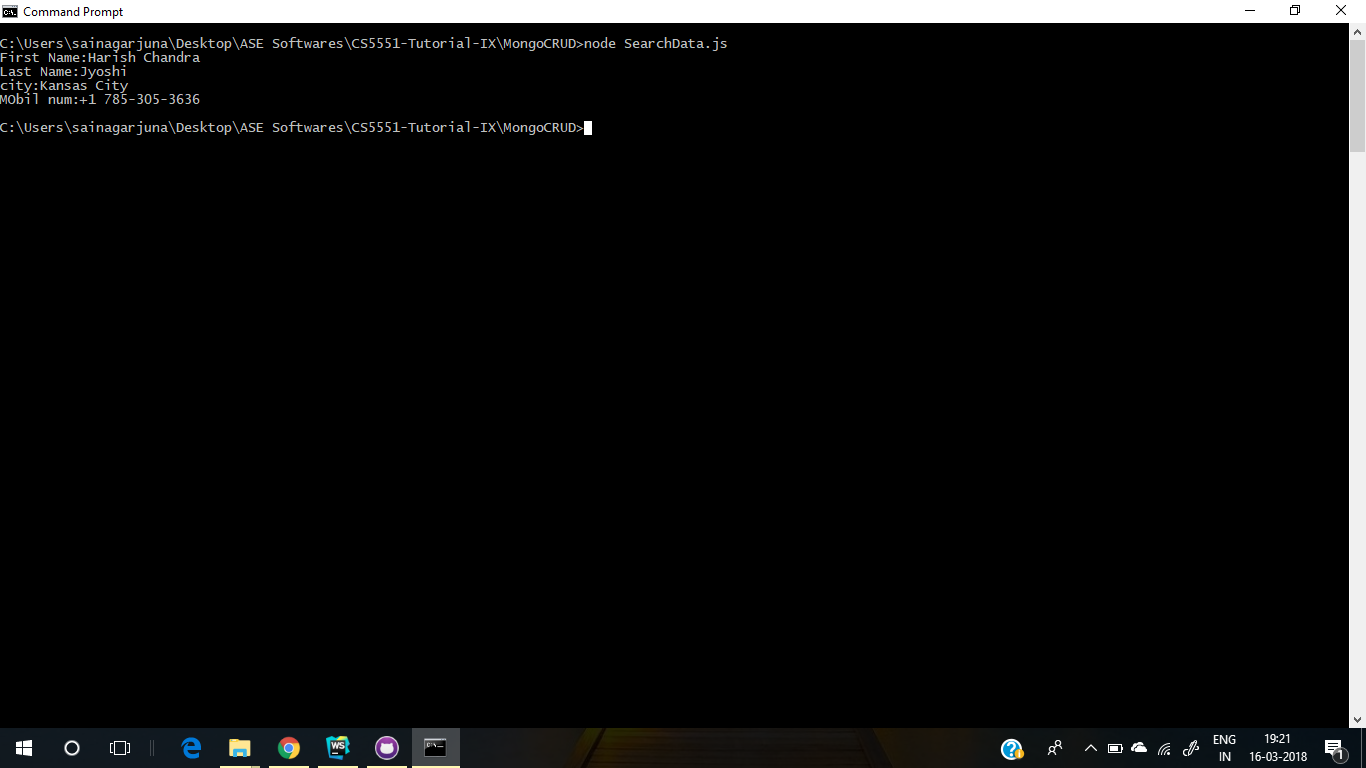 Command Prompt
C:\Users\sainagarjuna\Desktop\ASE Softwares\CS5551-Tutorial-IX\MongoCRUD>node SearchData.js
First Name:Harish Chandra
Last Name:Jyoshi
city:Kansas City
MObil num:+1 785-305-3636
C:\Users\sainagarjuna\Desktop\ASE Softwares\CS5551-Tutorial-IX\MongoCRUD>
WS
ENG
IN
19:21
16-03-2018
1